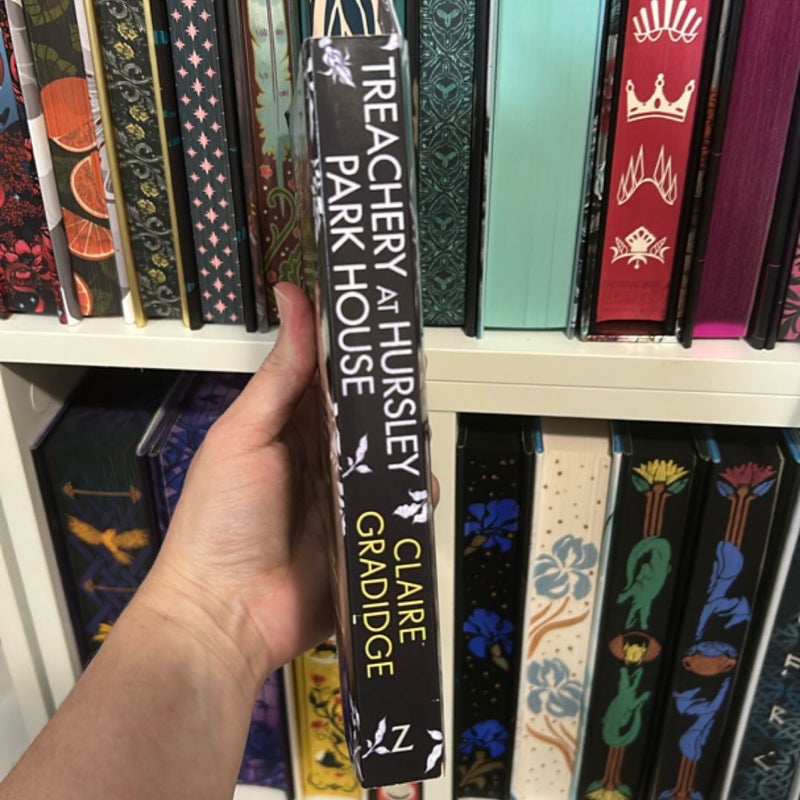 TREACHERY AT HURSLEY
PARK HOUSE
CLAIRE
GRADIDGE
Z